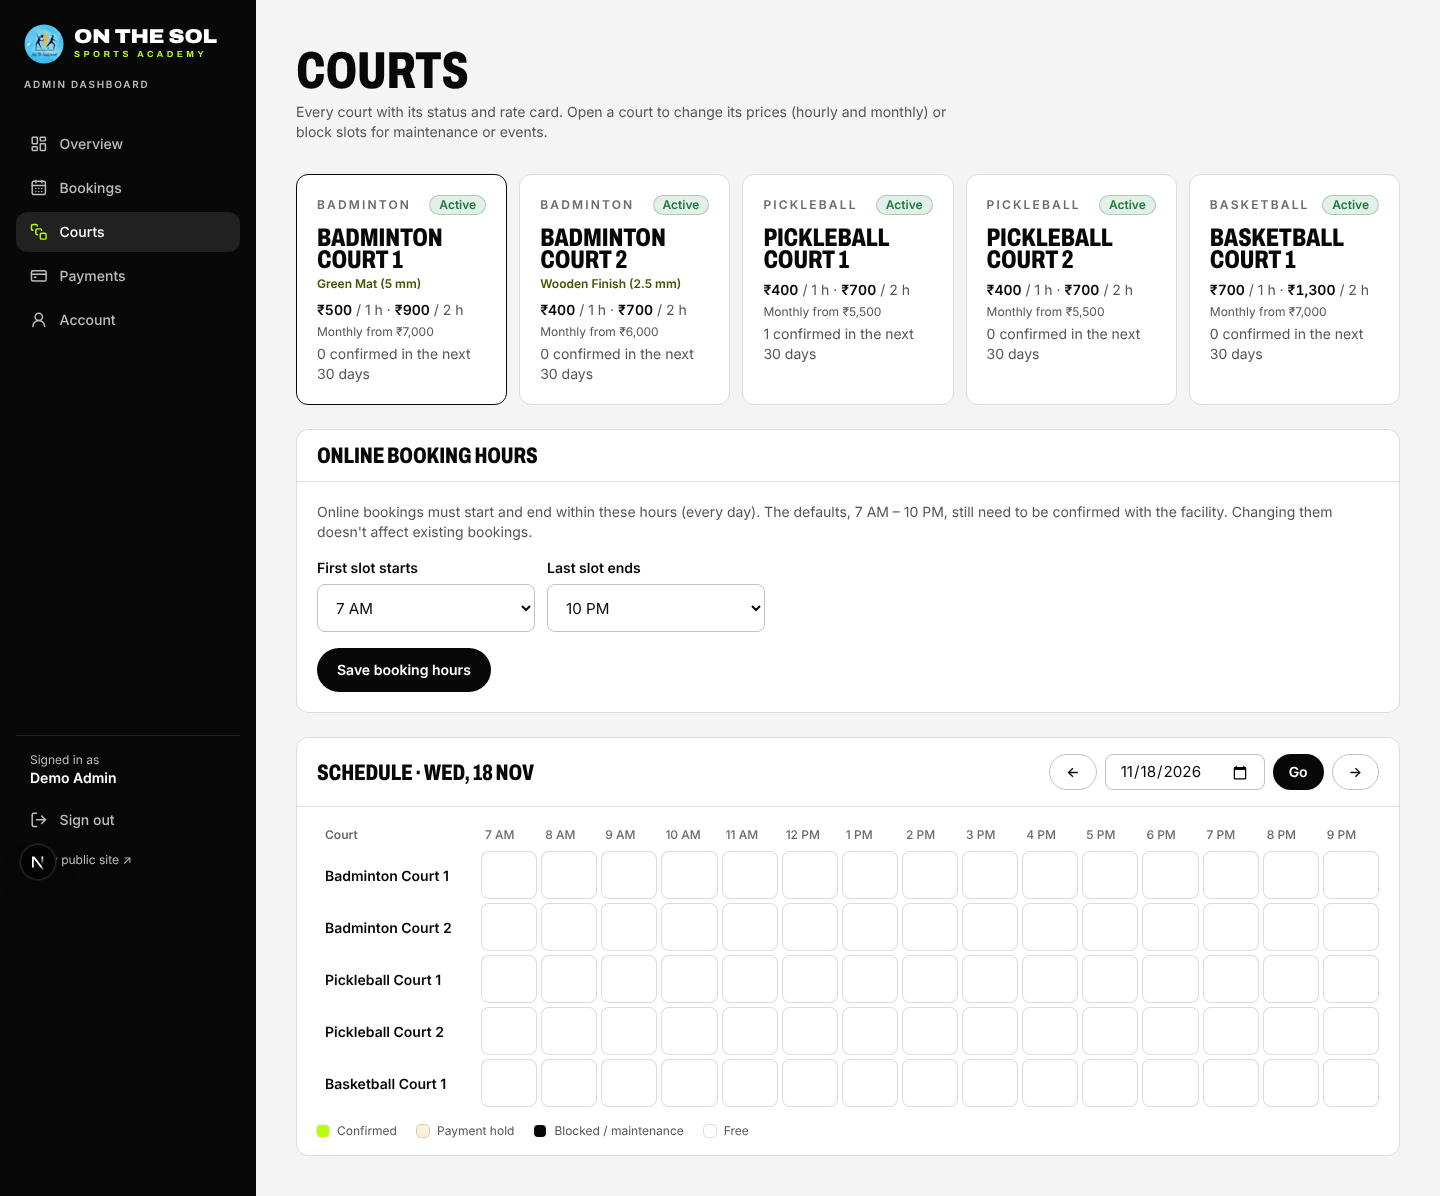 ON THE SOL
SPORTS ACADEMY
ADMIN DASHBOARD
Overview
Bookings
Courts
Payments
Account
Signed in as
Demo Admin
Sign out
N
public site ↗
COURTS
Every court with its status and rate card. Open a court to change its prices (hourly and monthly) or
block slots for maintenance or events.
BADMINTON Active
BADMINTON
COURT 1
Green Mat (5 mm)
₹500 / 1 h · ₹900 / 2 h
Monthly from ₹7,000
0 confirmed in the next
30 days
BADMINTON Active
BADMINTON
COURT 2
Wooden Finish (2.5 mm)
₹400 / 1 h · ₹700 / 2 h
Monthly from ₹6,000
0 confirmed in the next
30 days
PICKLEBALL Active
PICKLEBALL
COURT 1
₹400 / 1 h · ₹700 / 2 h
Monthly from ₹5,500
1 confirmed in the next
30 days
PICKLEBALL Active
PICKLEBALL
COURT 2
₹400 / 1 h · ₹700 / 2 h
Monthly from ₹5,500
0 confirmed in the next
30 days
BASKETBALL Active
BASKETBALL
COURT 1
₹700 / 1 h · ₹1,300 / 2 h
Monthly from ₹7,000
0 confirmed in the next
30 days
ONLINE BOOKING HOURS
Online bookings must start and end within these hours (every day). The defaults, 7 AM – 10 PM, still need to be confirmed with the facility. Changing them
doesn't affect existing bookings.
First slot starts Last slot ends
7 AM 10 PM
Save booking hours
SCHEDULE · WED, 18 NOV ← 11/18/2026 Go →
Court 7 AM 8 AM 9 AM 10 AM 11 AM 12 PM 1 PM 2 PM 3 PM 4 PM 5 PM 6 PM 7 PM 8 PM 9 PM
Badminton Court 1
Badminton Court 2
Pickleball Court 1
Pickleball Court 2
Basketball Court 1
Confirmed Payment hold Blocked / maintenance Free